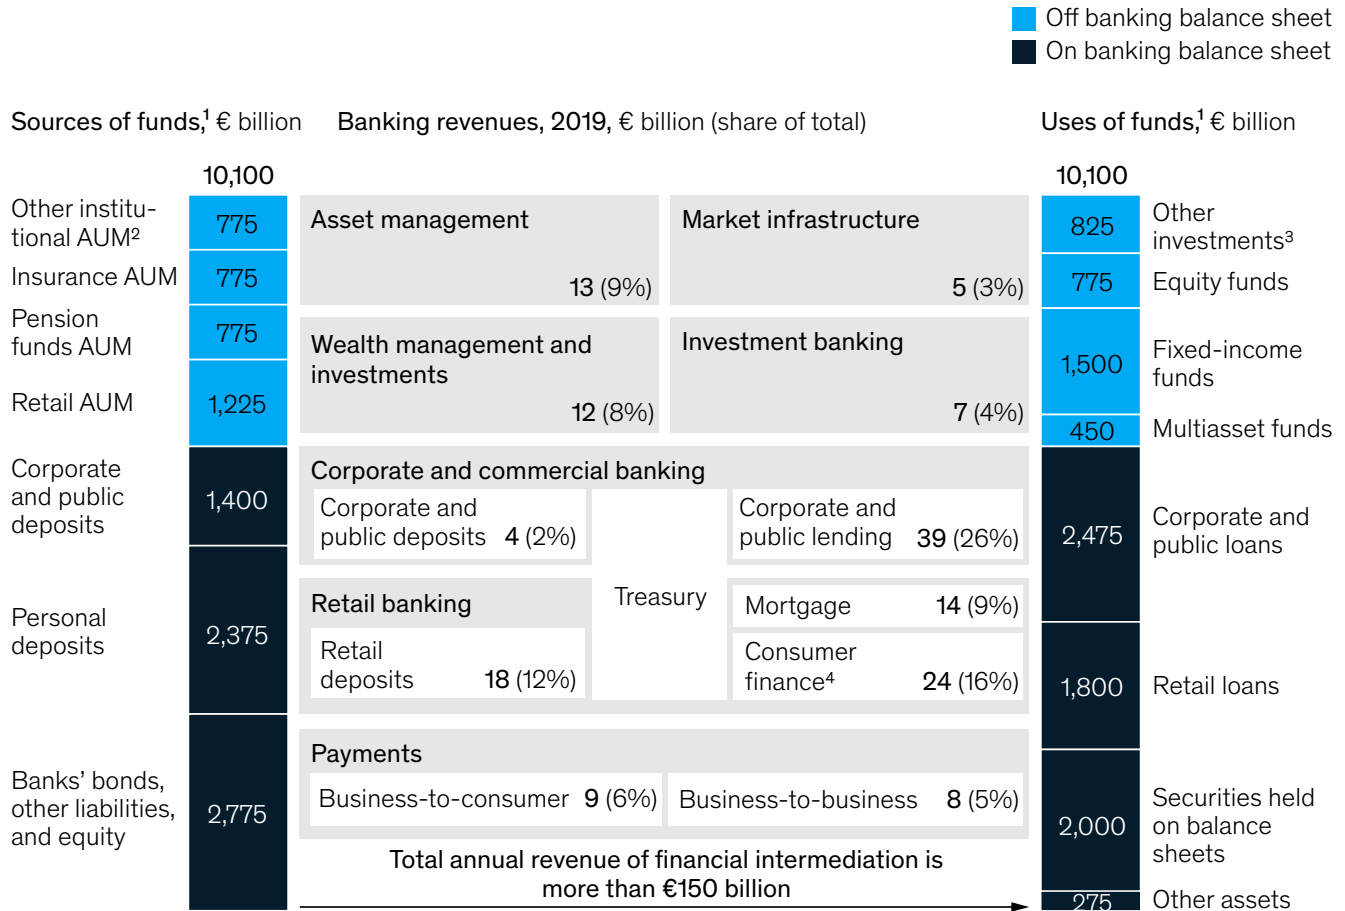 Off banking balance sheet
On banking balance sheet
Sources of funds,¹ € billion
Banking revenues, 2019, € billion (share of total)
Uses of funds,¹ € billion
10,100
Other institu-
tional AUM²
775
Insurance AUM
775
Pension
funds AUM
775
Retail AUM
1,225
Corporate
and public
deposits
1,400
Personal
deposits
2,375
Banks’ bonds,
other liabilities,
and equity
2,775
Asset management
13 (9%)
Market infrastructure
5 (3%)
Wealth management and
investments
12 (8%)
Investment banking
7 (4%)
Corporate and commercial banking
Corporate and
public deposits 4 (2%)
Corporate and
public lending 39 (26%)
Treasury
Retail banking
Retail
deposits 18 (12%)
Mortgage 14 (9%)
Consumer
finance⁴ 24 (16%)
Payments
Business-to-consumer 9 (6%)
Business-to-business 8 (5%)
Total annual revenue of financial intermediation is
more than €150 billion
10,100
825
Other
investments³
775
Equity funds
1,500
Fixed-income
funds
450
Multiasset funds
2,475
Corporate and
public loans
1,800
Retail loans
2,000
Securities held
on balance
sheets
275
Other assets